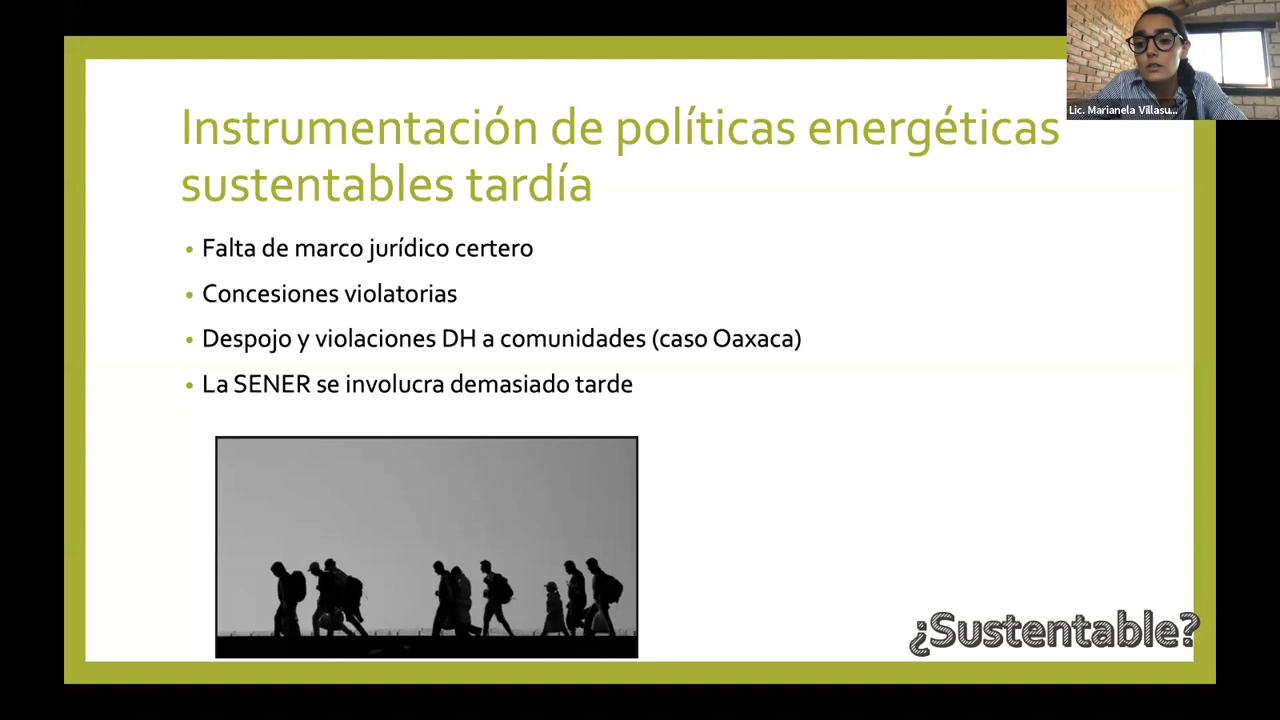 Instrumentación de políticas energéticas
sustentables tardía
• Falta de marco jurídico certero
• Concesiones violatorias
• Despojo y violaciones DH a comunidades (caso Oaxaca)
• La SENER se involucra demasiado tarde
¿Sustentable?
Lic. Marianela Villasu...